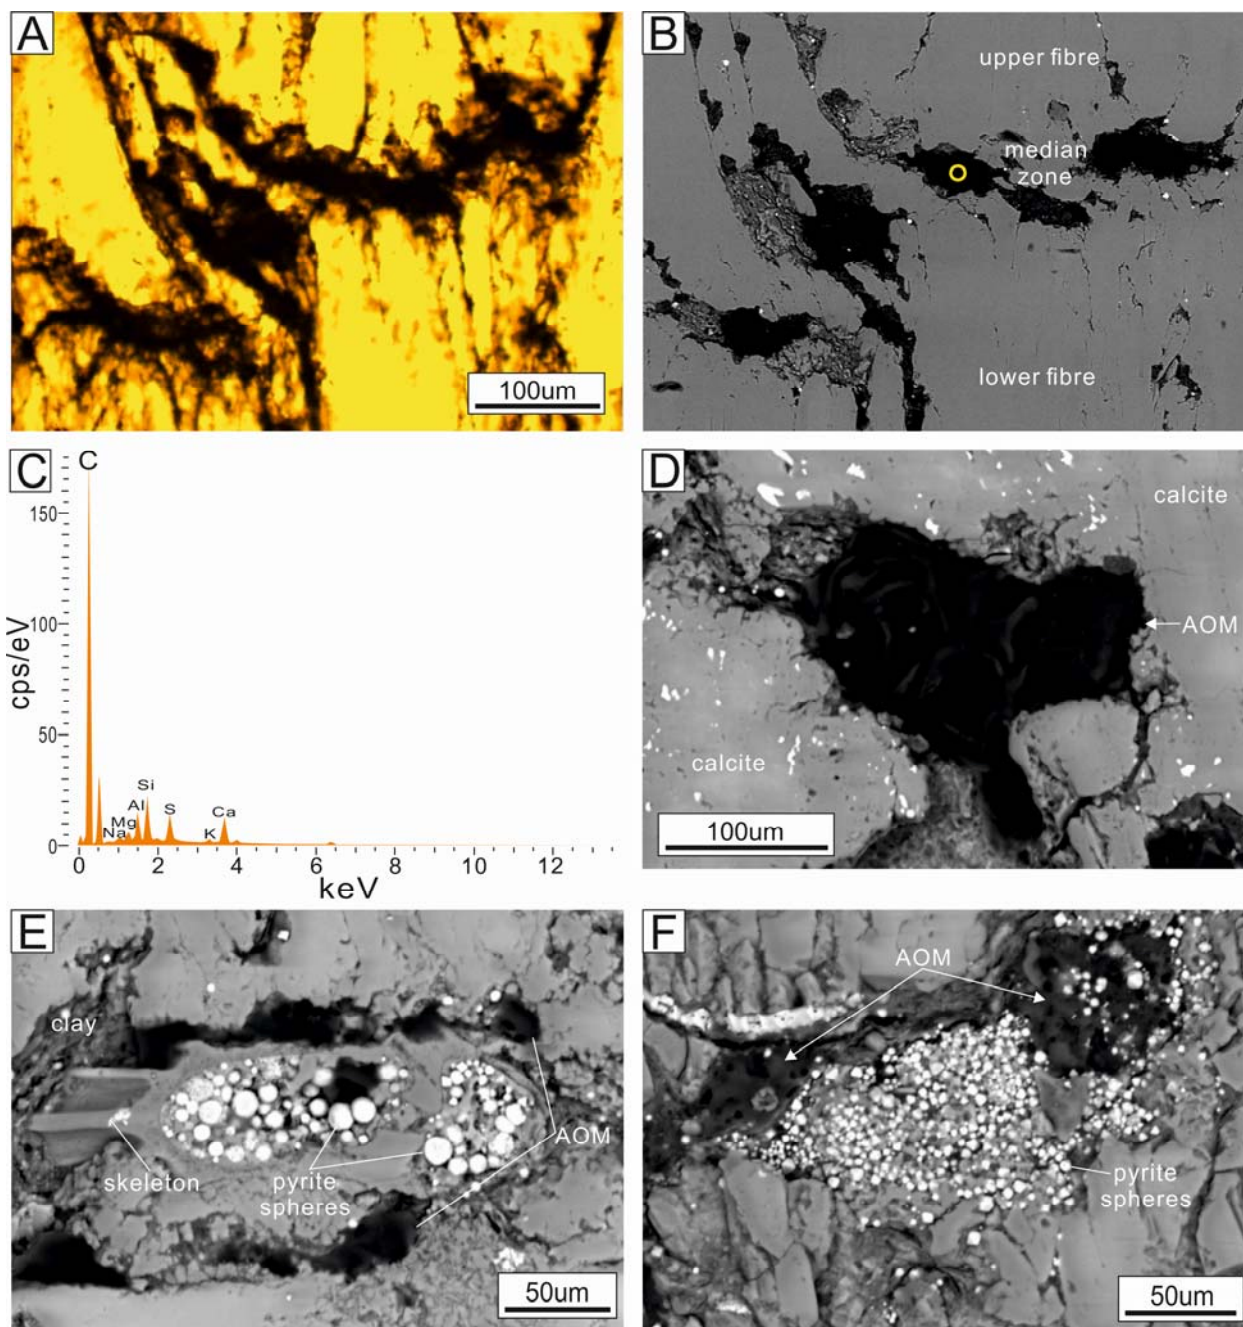 A
100um
B
upper fibre
median
zone
lower fibre
C
C
cps/eV
150
100
50
0
Na
Mg
Al
Si
S
K
Ca
0 2 4 6 8 10 12
keV
D
calcite
AOM
calcite
100um
E
clay
AOM
skeleton
pyrite
spheres
50um
F
AOM
pyrite
spheres
50um